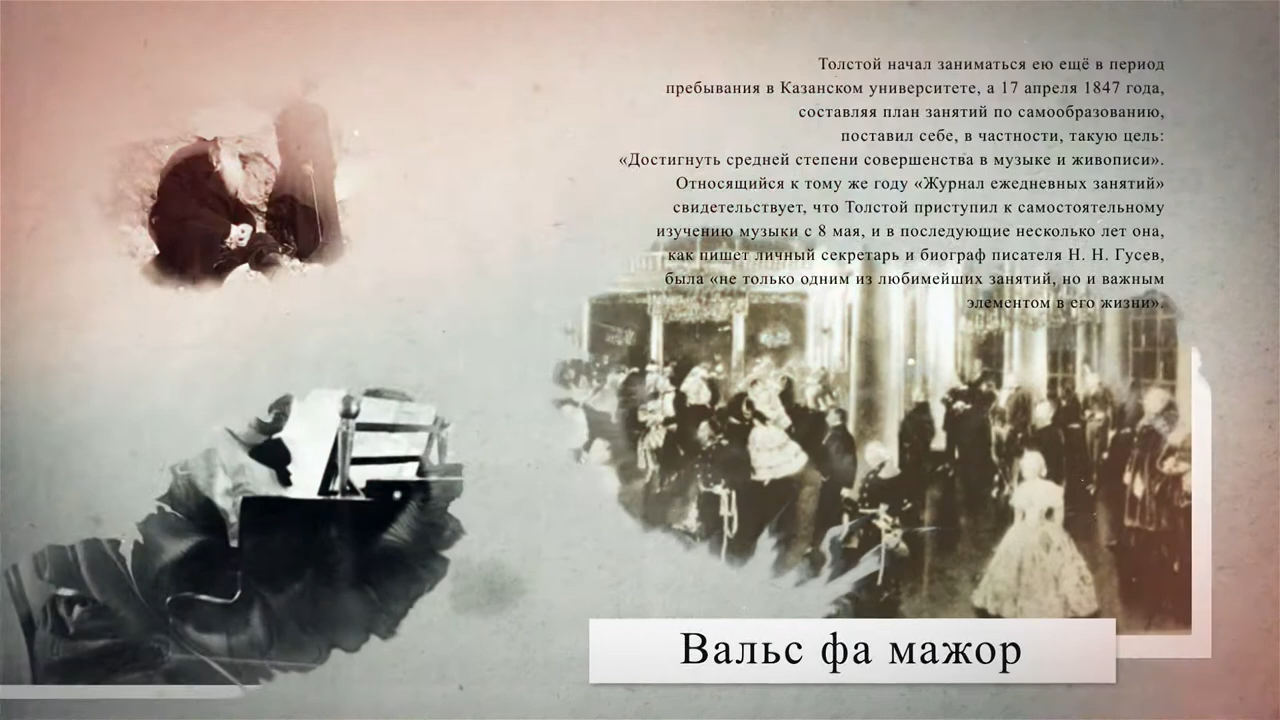 Толстой начал заниматься ею ещё в период
пребывания в Казанском университете, а 17 апреля 1847 года,
составляя план занятий по самообразованию,
поставил себе, в частности, такую цель:
«Достигнуть средней степени совершенства в музыке и живописи».
Относящийся к тому же году «Журнал ежедневных занятий»
свидетельствует, что Толстой приступил к самостоятельному
изучению музыки с 8 мая, и в последующие несколько лет она,
как пишет личный секретарь и биограф писателя Н. Н. Гусев,
была «не только одним из любимейших занятий, но и важным
элементом в его жизни».
Вальс фа мажор